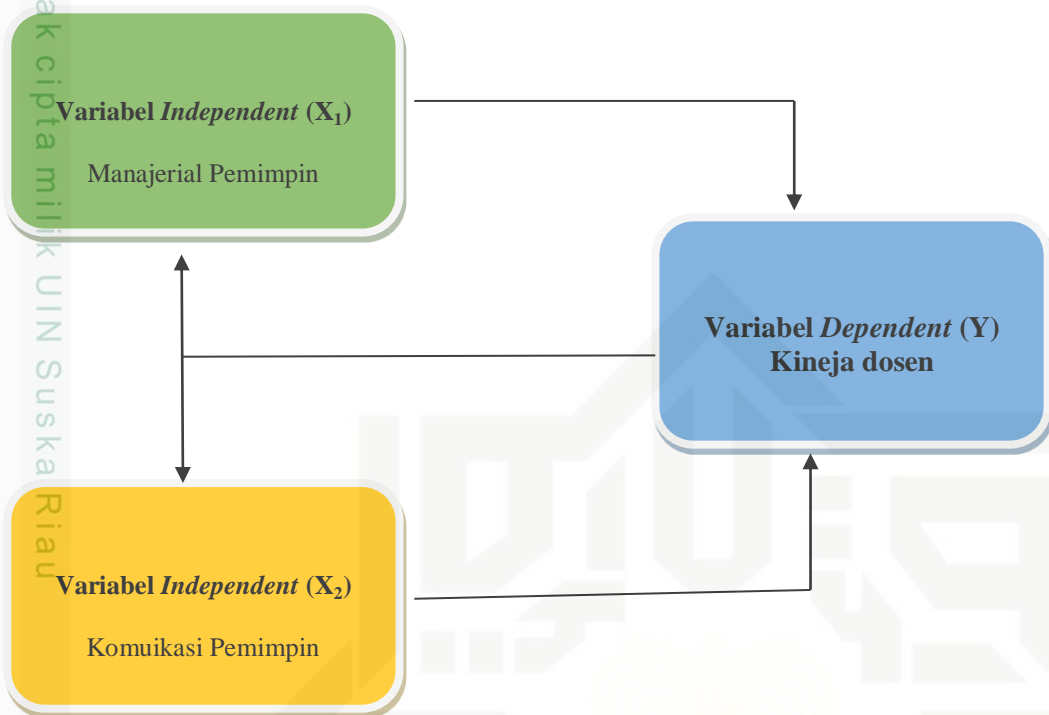 ak cipta milik UIN Suska Riau
Variabel Independent (X₁)
Manajerial Pemimpin
Variabel Dependent (Y)
Kineja dosen
Variabel Independent (X₂)
Komuikasi Pemimpin